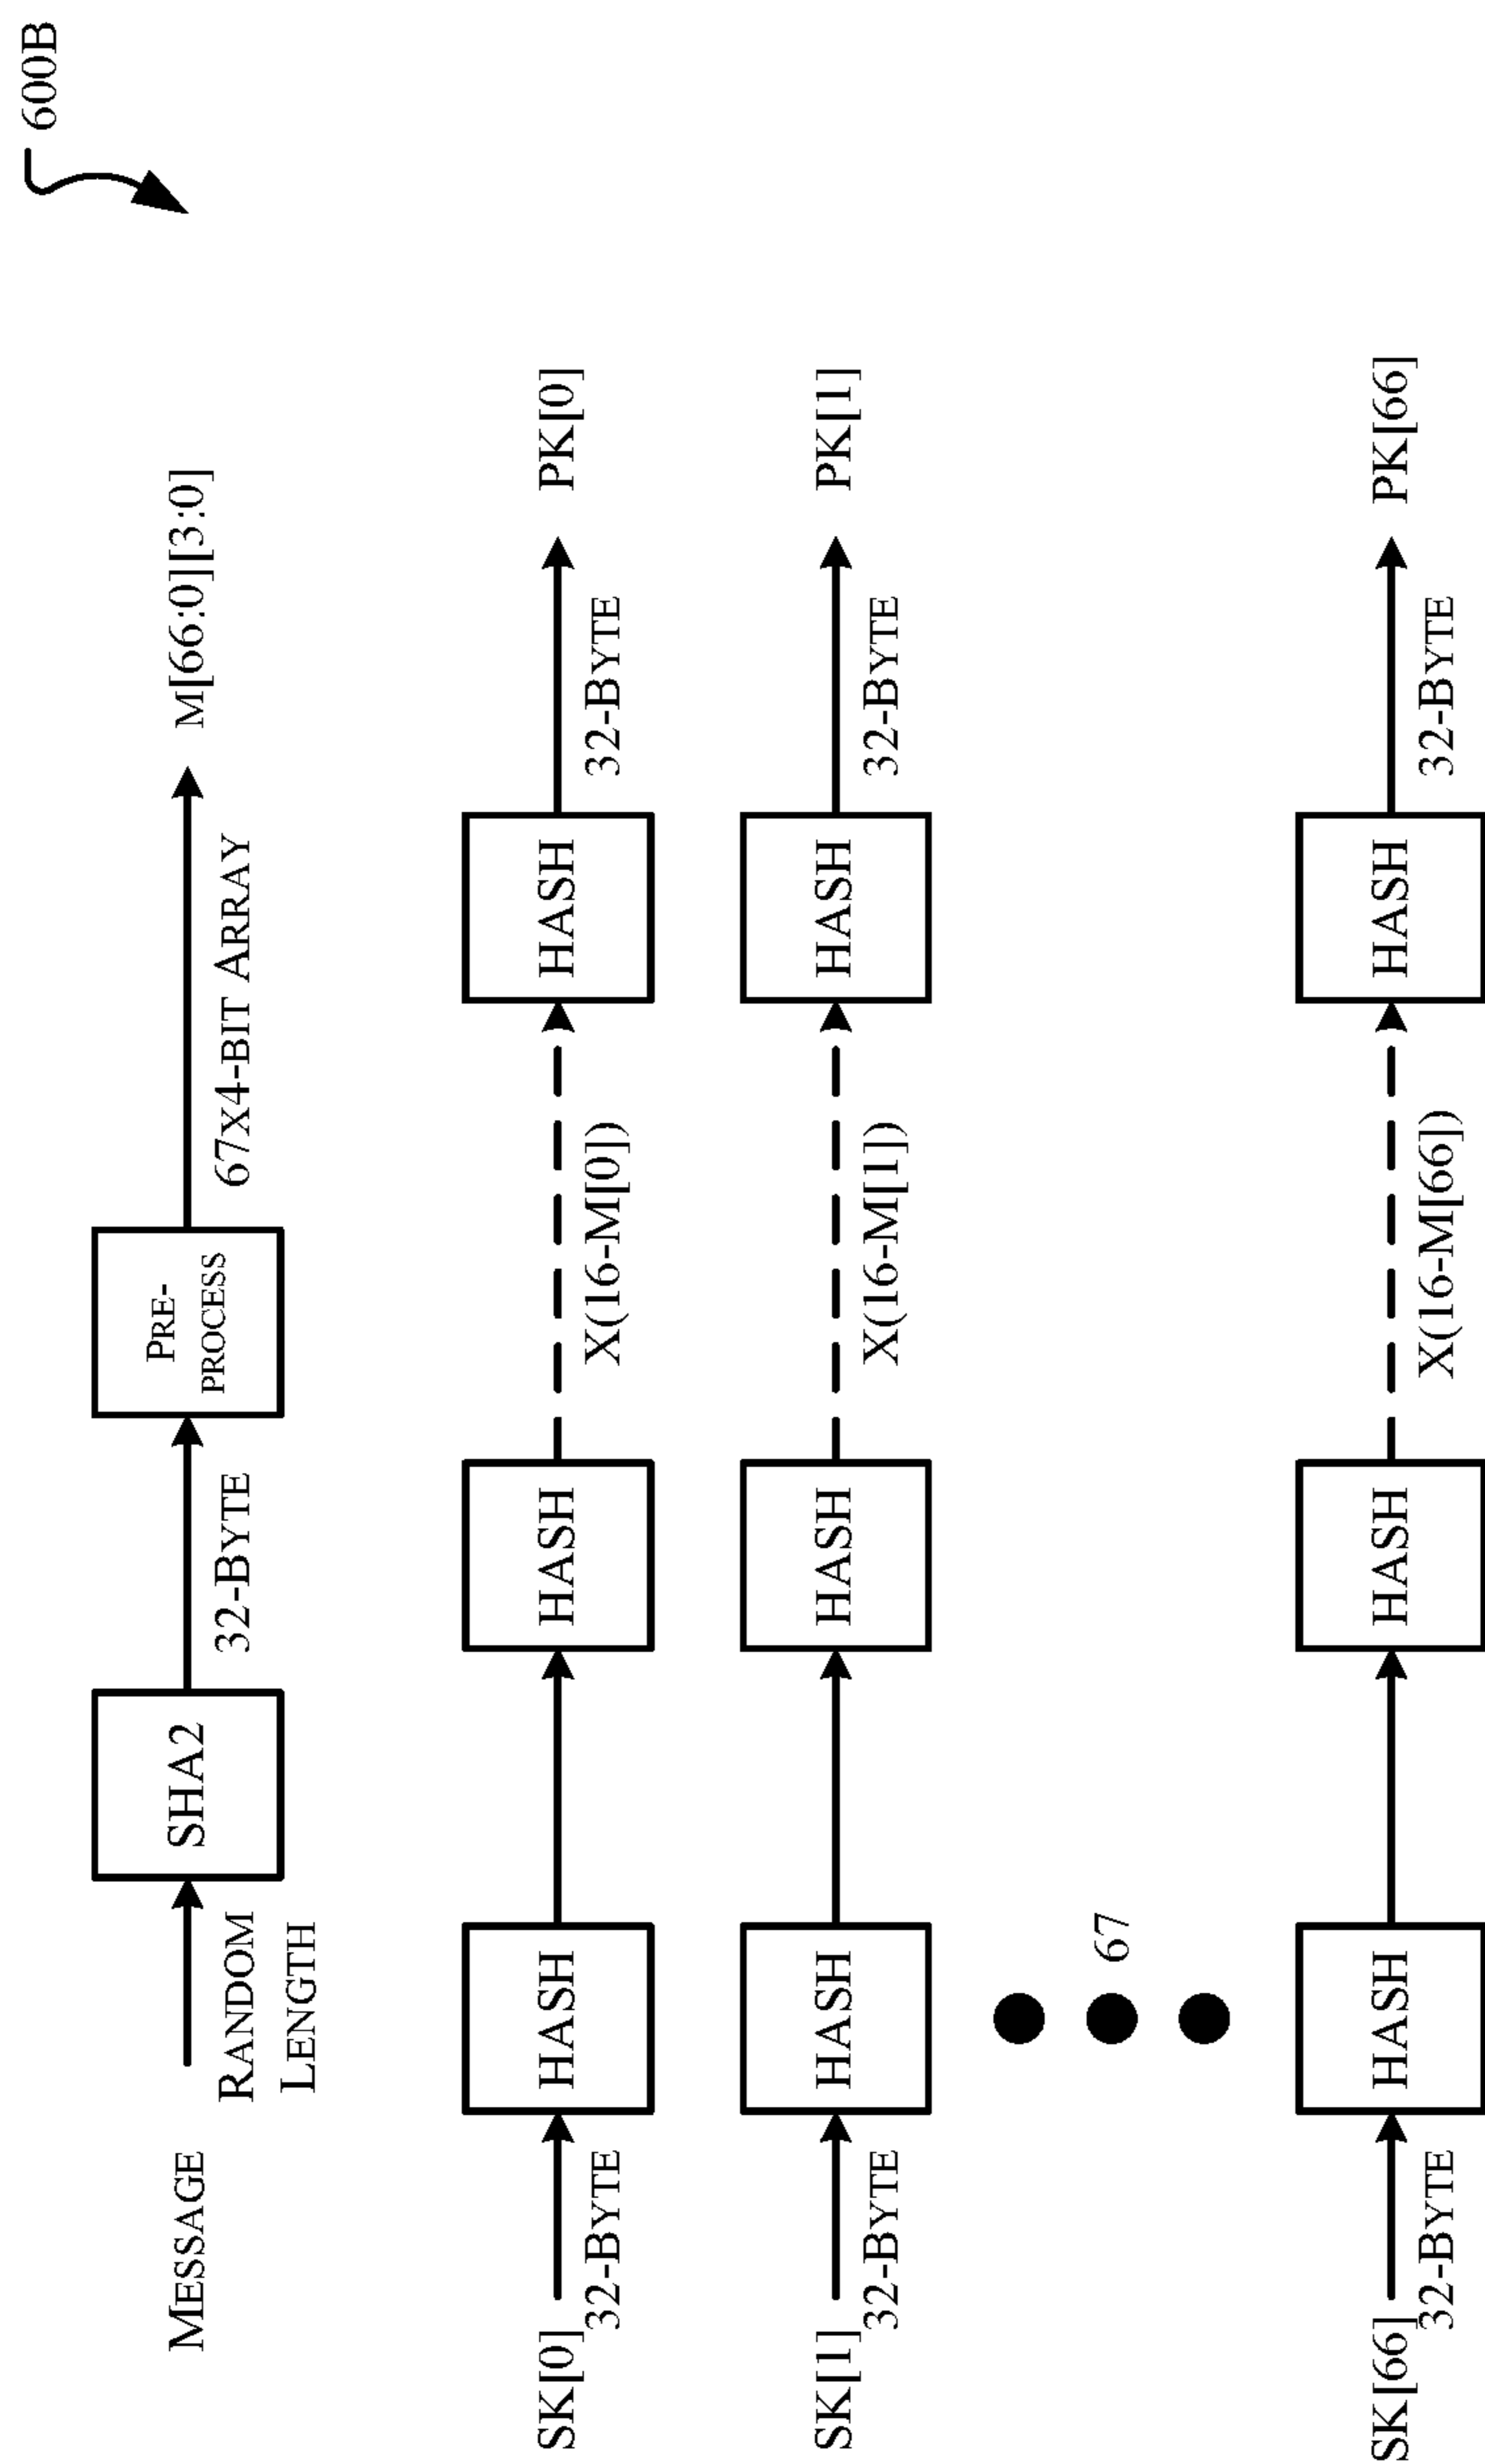 600B
MESSAGE
RANDOM
LENGTH
SHA2
32-BYTE
PRE-
PROCESS
67X4-BIT ARRAY
M[66:0][3:0]
SK[0]
32-BYTE
HASH
HASH
X(16-M[0])
HASH
32-BYTE
PK[0]
SK[1]
32-BYTE
HASH
HASH
X(16-M[1])
HASH
32-BYTE
PK[1]
67
SK[66]
32-BYTE
HASH
HASH
X(16-M[66])
HASH
32-BYTE
PK[66]